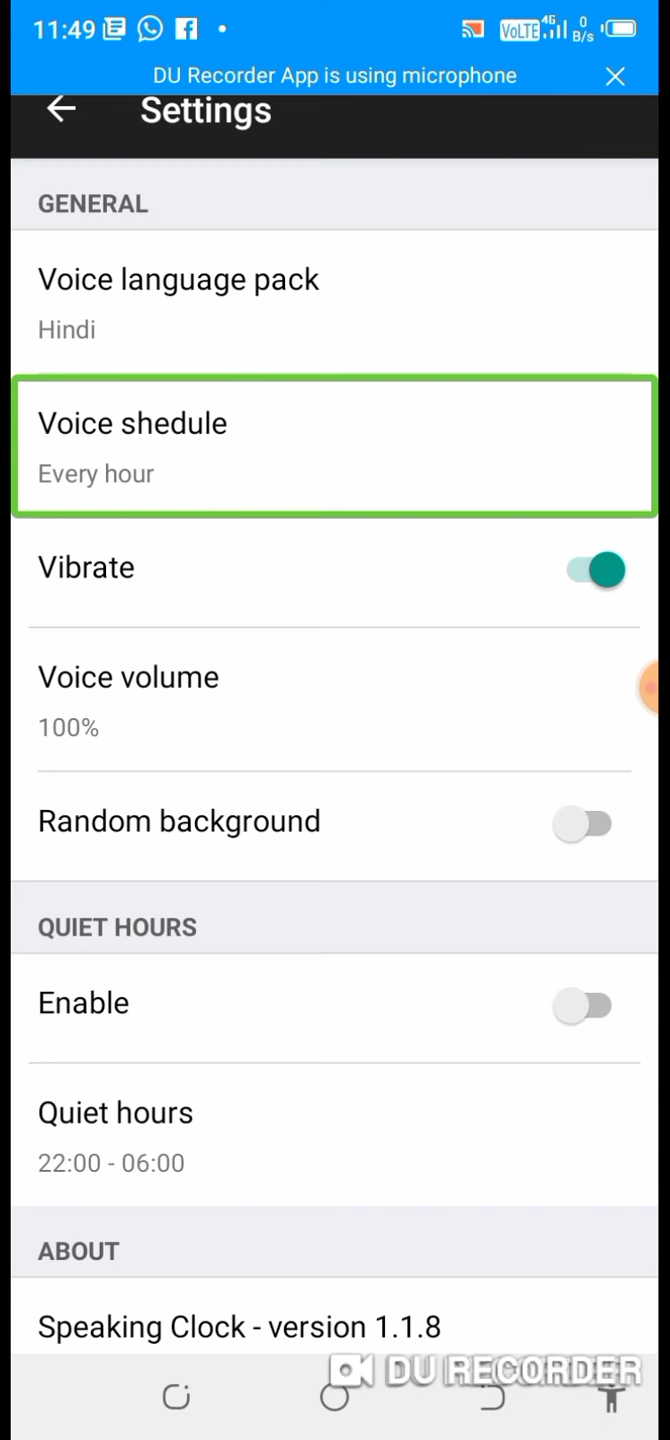 11:49 VoLTE 4G 0 B/s
DU Recorder App is using microphone
Settings
GENERAL
Voice language pack
Hindi
Voice shedule
Every hour
Vibrate
Voice volume
100%
Random background
QUIET HOURS
Enable
Quiet hours
22:00 - 06:00
ABOUT
Speaking Clock - version 1.1.8
DU RECORDER